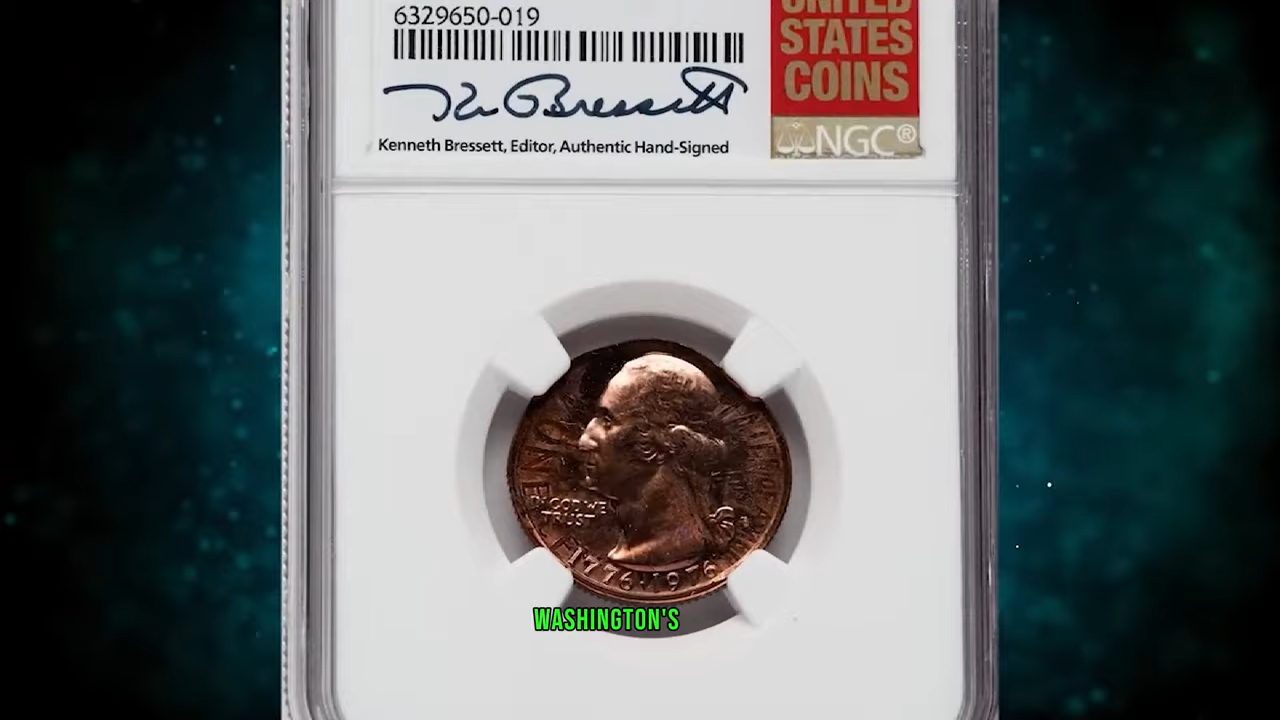 6329650-019
UNITED
STATES
COINS
Kenneth Bressett, Editor, Authentic Hand-Signed
NGC®
IN GOD WE
TRUST
1776·1976
WASHINGTON'S